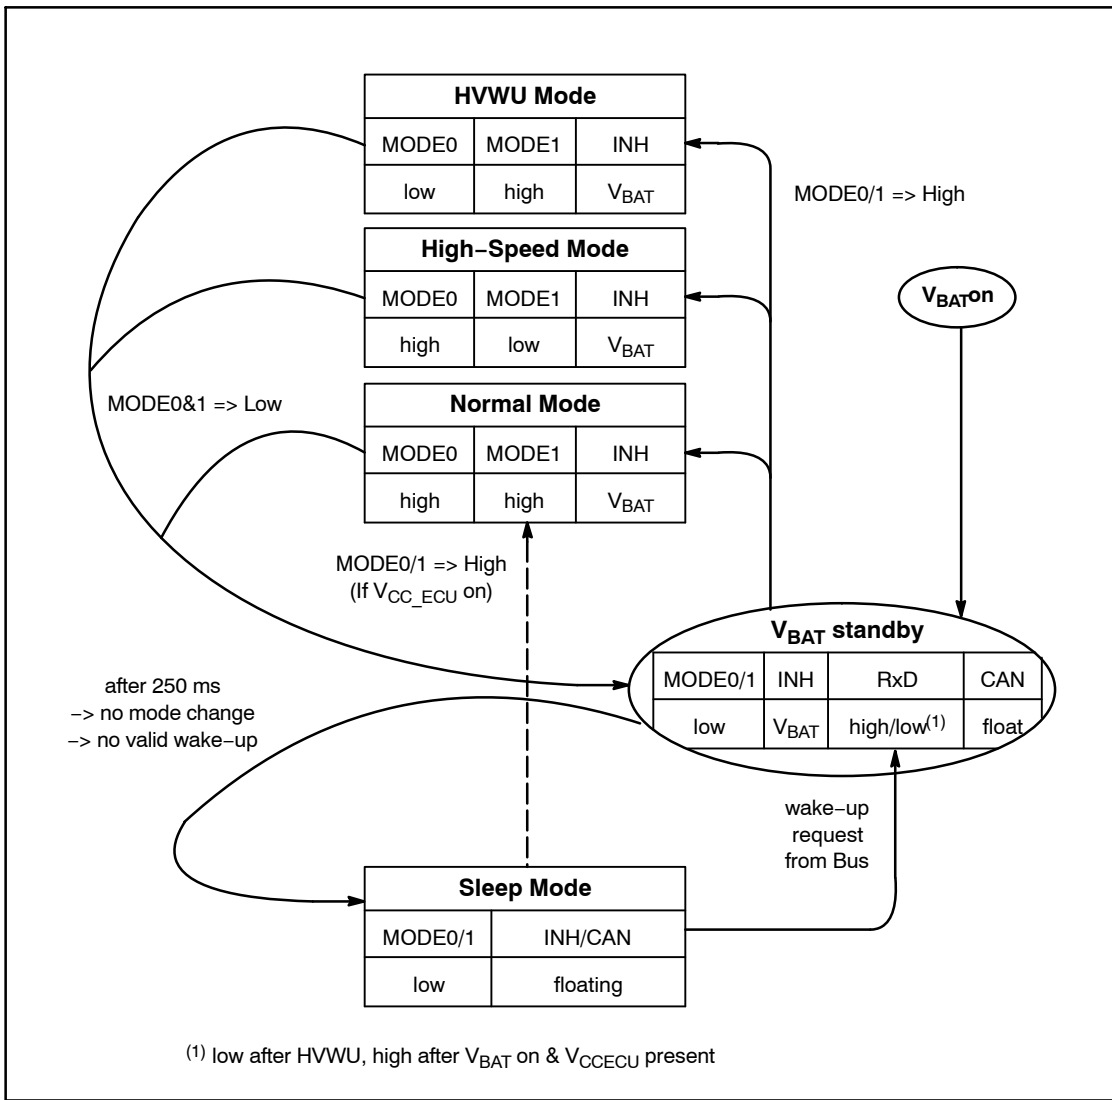 HVWU Mode
MODE0 MODE1 INH
low high VBAT
MODE0/1 => High
High−Speed Mode
MODE0 MODE1 INH
high low VBAT
VBAT on
MODE0&1 => Low
Normal Mode
MODE0 MODE1 INH
high high VBAT
MODE0/1 => High
(If VCC_ECU on)
VBAT standby
MODE0/1 INH RxD CAN
low VBAT high/low(1) float
after 250 ms
−> no mode change
−> no valid wake−up
wake−up
request
from Bus
Sleep Mode
MODE0/1 INH/CAN
low floating
(1) low after HVWU, high after VBAT on & VCCECU present